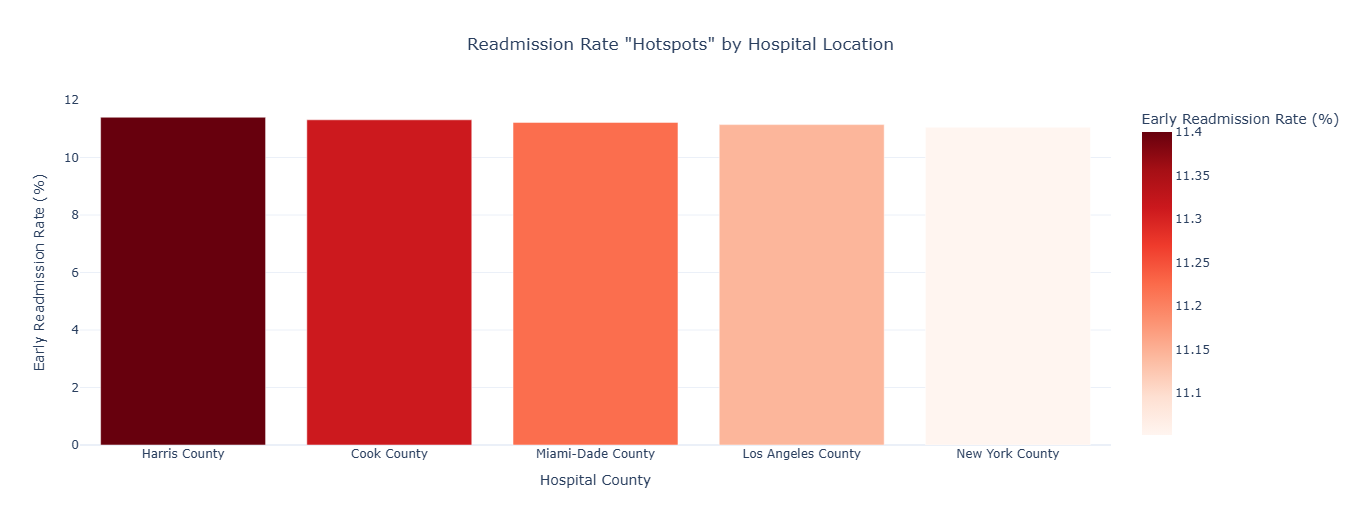 Readmission Rate "Hotspots" by Hospital Location
Early Readmission Rate (%)
12
10
8
6
4
2
0
Harris County
Cook County
Miami-Dade County
Los Angeles County
New York County
Hospital County
Early Readmission Rate (%)
11.4
11.35
11.3
11.25
11.2
11.15
11.1